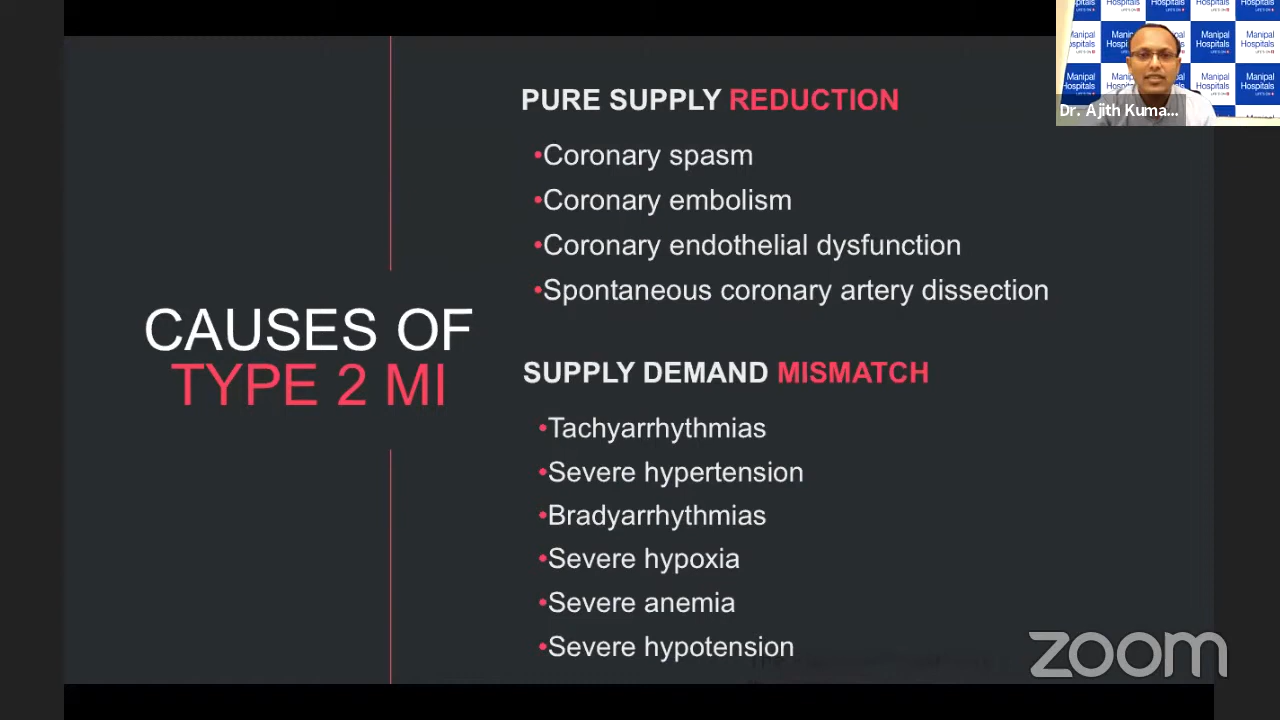 CAUSES OF
TYPE 2 MI
PURE SUPPLY REDUCTION
•Coronary spasm
•Coronary embolism
•Coronary endothelial dysfunction
•Spontaneous coronary artery dissection
SUPPLY DEMAND MISMATCH
•Tachyarrhythmias
•Severe hypertension
•Bradyarrhythmias
•Severe hypoxia
•Severe anemia
•Severe hypotension
Manipal
Hospitals
Dr. Ajith Kuma...
zoom